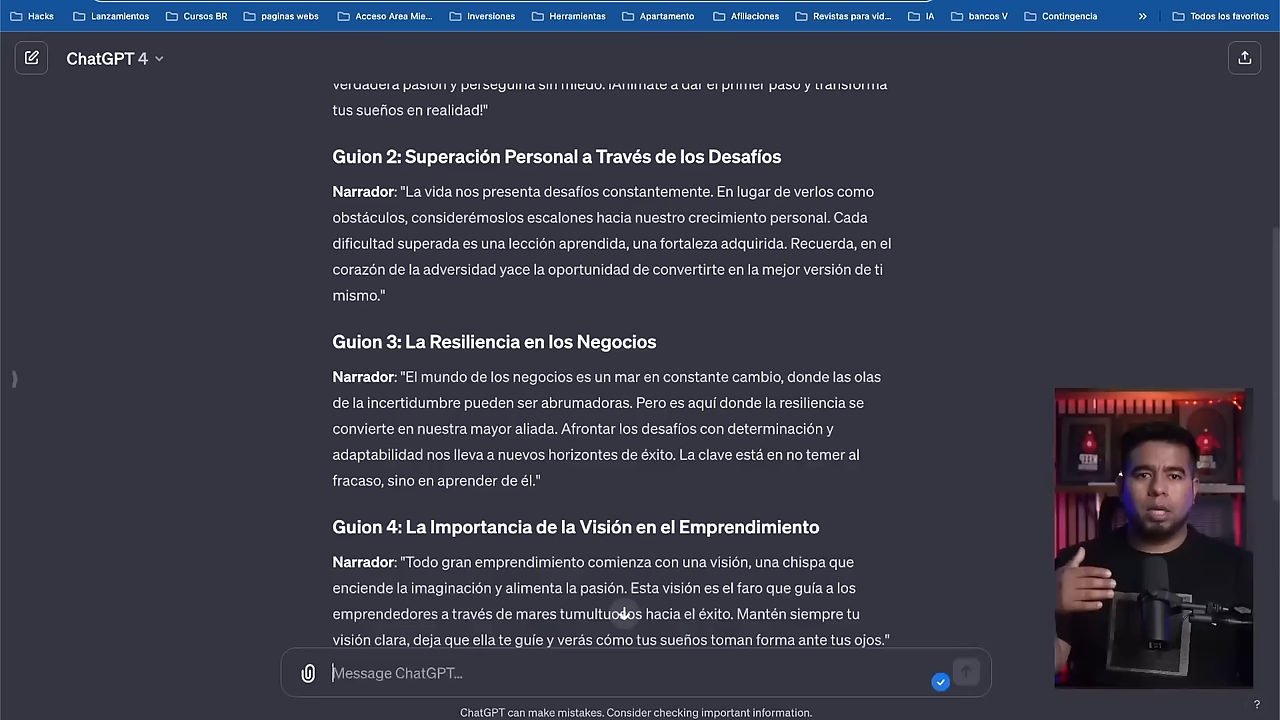 Hacks Lanzamientos Cursos BR paginas webs Acceso Area Mie... Inversiones Herramientas Apartamento Afiliaciones Revistas para vid... IA bancos V Contingencia » Todos los favoritos
ChatGPT 4
verdadera pasión y perseguirla sin miedo. ¡Anímate a dar el primer paso y transforma
tus sueños en realidad!"
Guion 2: Superación Personal a Través de los Desafíos
Narrador: "La vida nos presenta desafíos constantemente. En lugar de verlos como
obstáculos, considerémoslos escalones hacia nuestro crecimiento personal. Cada
dificultad superada es una lección aprendida, una fortaleza adquirida. Recuerda, en el
corazón de la adversidad yace la oportunidad de convertirte en la mejor versión de ti
mismo."
Guion 3: La Resiliencia en los Negocios
Narrador: "El mundo de los negocios es un mar en constante cambio, donde las olas
de la incertidumbre pueden ser abrumadoras. Pero es aquí donde la resiliencia se
convierte en nuestra mayor aliada. Afrontar los desafíos con determinación y
adaptabilidad nos lleva a nuevos horizontes de éxito. La clave está en no temer al
fracaso, sino en aprender de él."
Guion 4: La Importancia de la Visión en el Emprendimiento
Narrador: "Todo gran emprendimiento comienza con una visión, una chispa que
enciende la imaginación y alimenta la pasión. Esta visión es el faro que guía a los
emprendedores a través de mares tumultuosos hacia el éxito. Mantén siempre tu
visión clara, deja que ella te guíe y verás cómo tus sueños toman forma ante tus ojos."
Message ChatGPT...
ChatGPT can make mistakes. Consider checking important information.
?